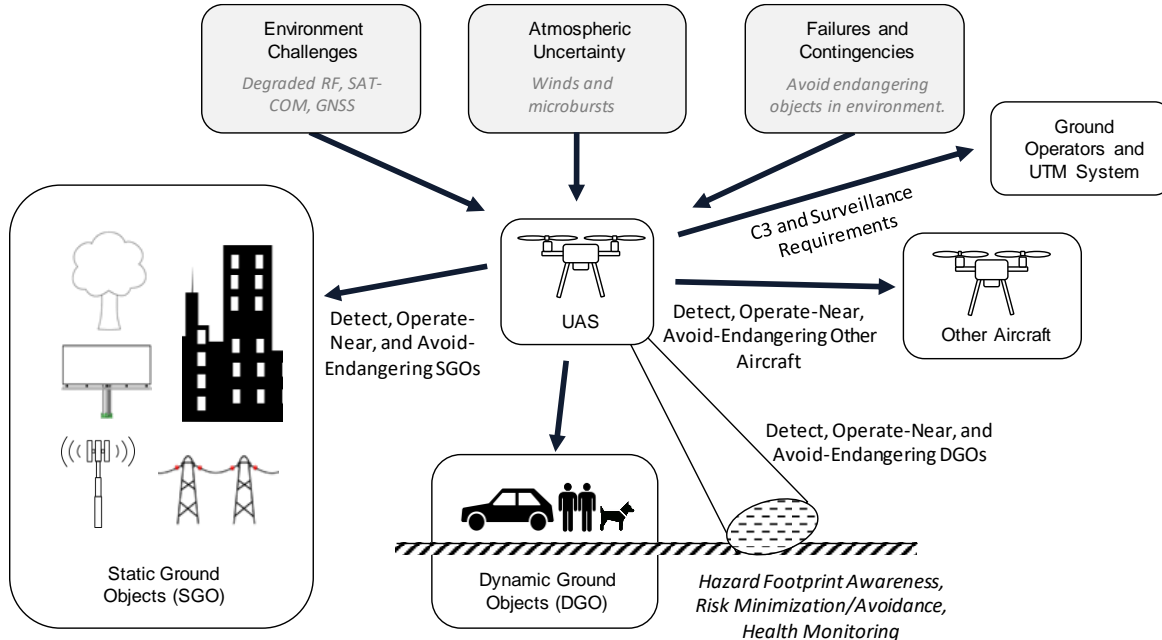 Environment
Challenges
Degraded RF, SAT-
COM, GNSS
Atmospheric
Uncertainty
Winds and
microbursts
Failures and
Contingencies
Avoid endangering
objects in environment.
Ground
Operators and
UTM System
C3 and Surveillance
Requirements
UAS
Detect, Operate-
Near, and Avoid-
Endangering SGOs
Detect, Operate-Near,
Avoid-Endangering Other
Aircraft
Other Aircraft
Detect, Operate-Near, and
Avoid-Endangering DGOs
Static Ground
Objects (SGO)
Dynamic Ground
Objects (DGO)
Hazard Footprint Awareness,
Risk Minimization/Avoidance,
Health Monitoring